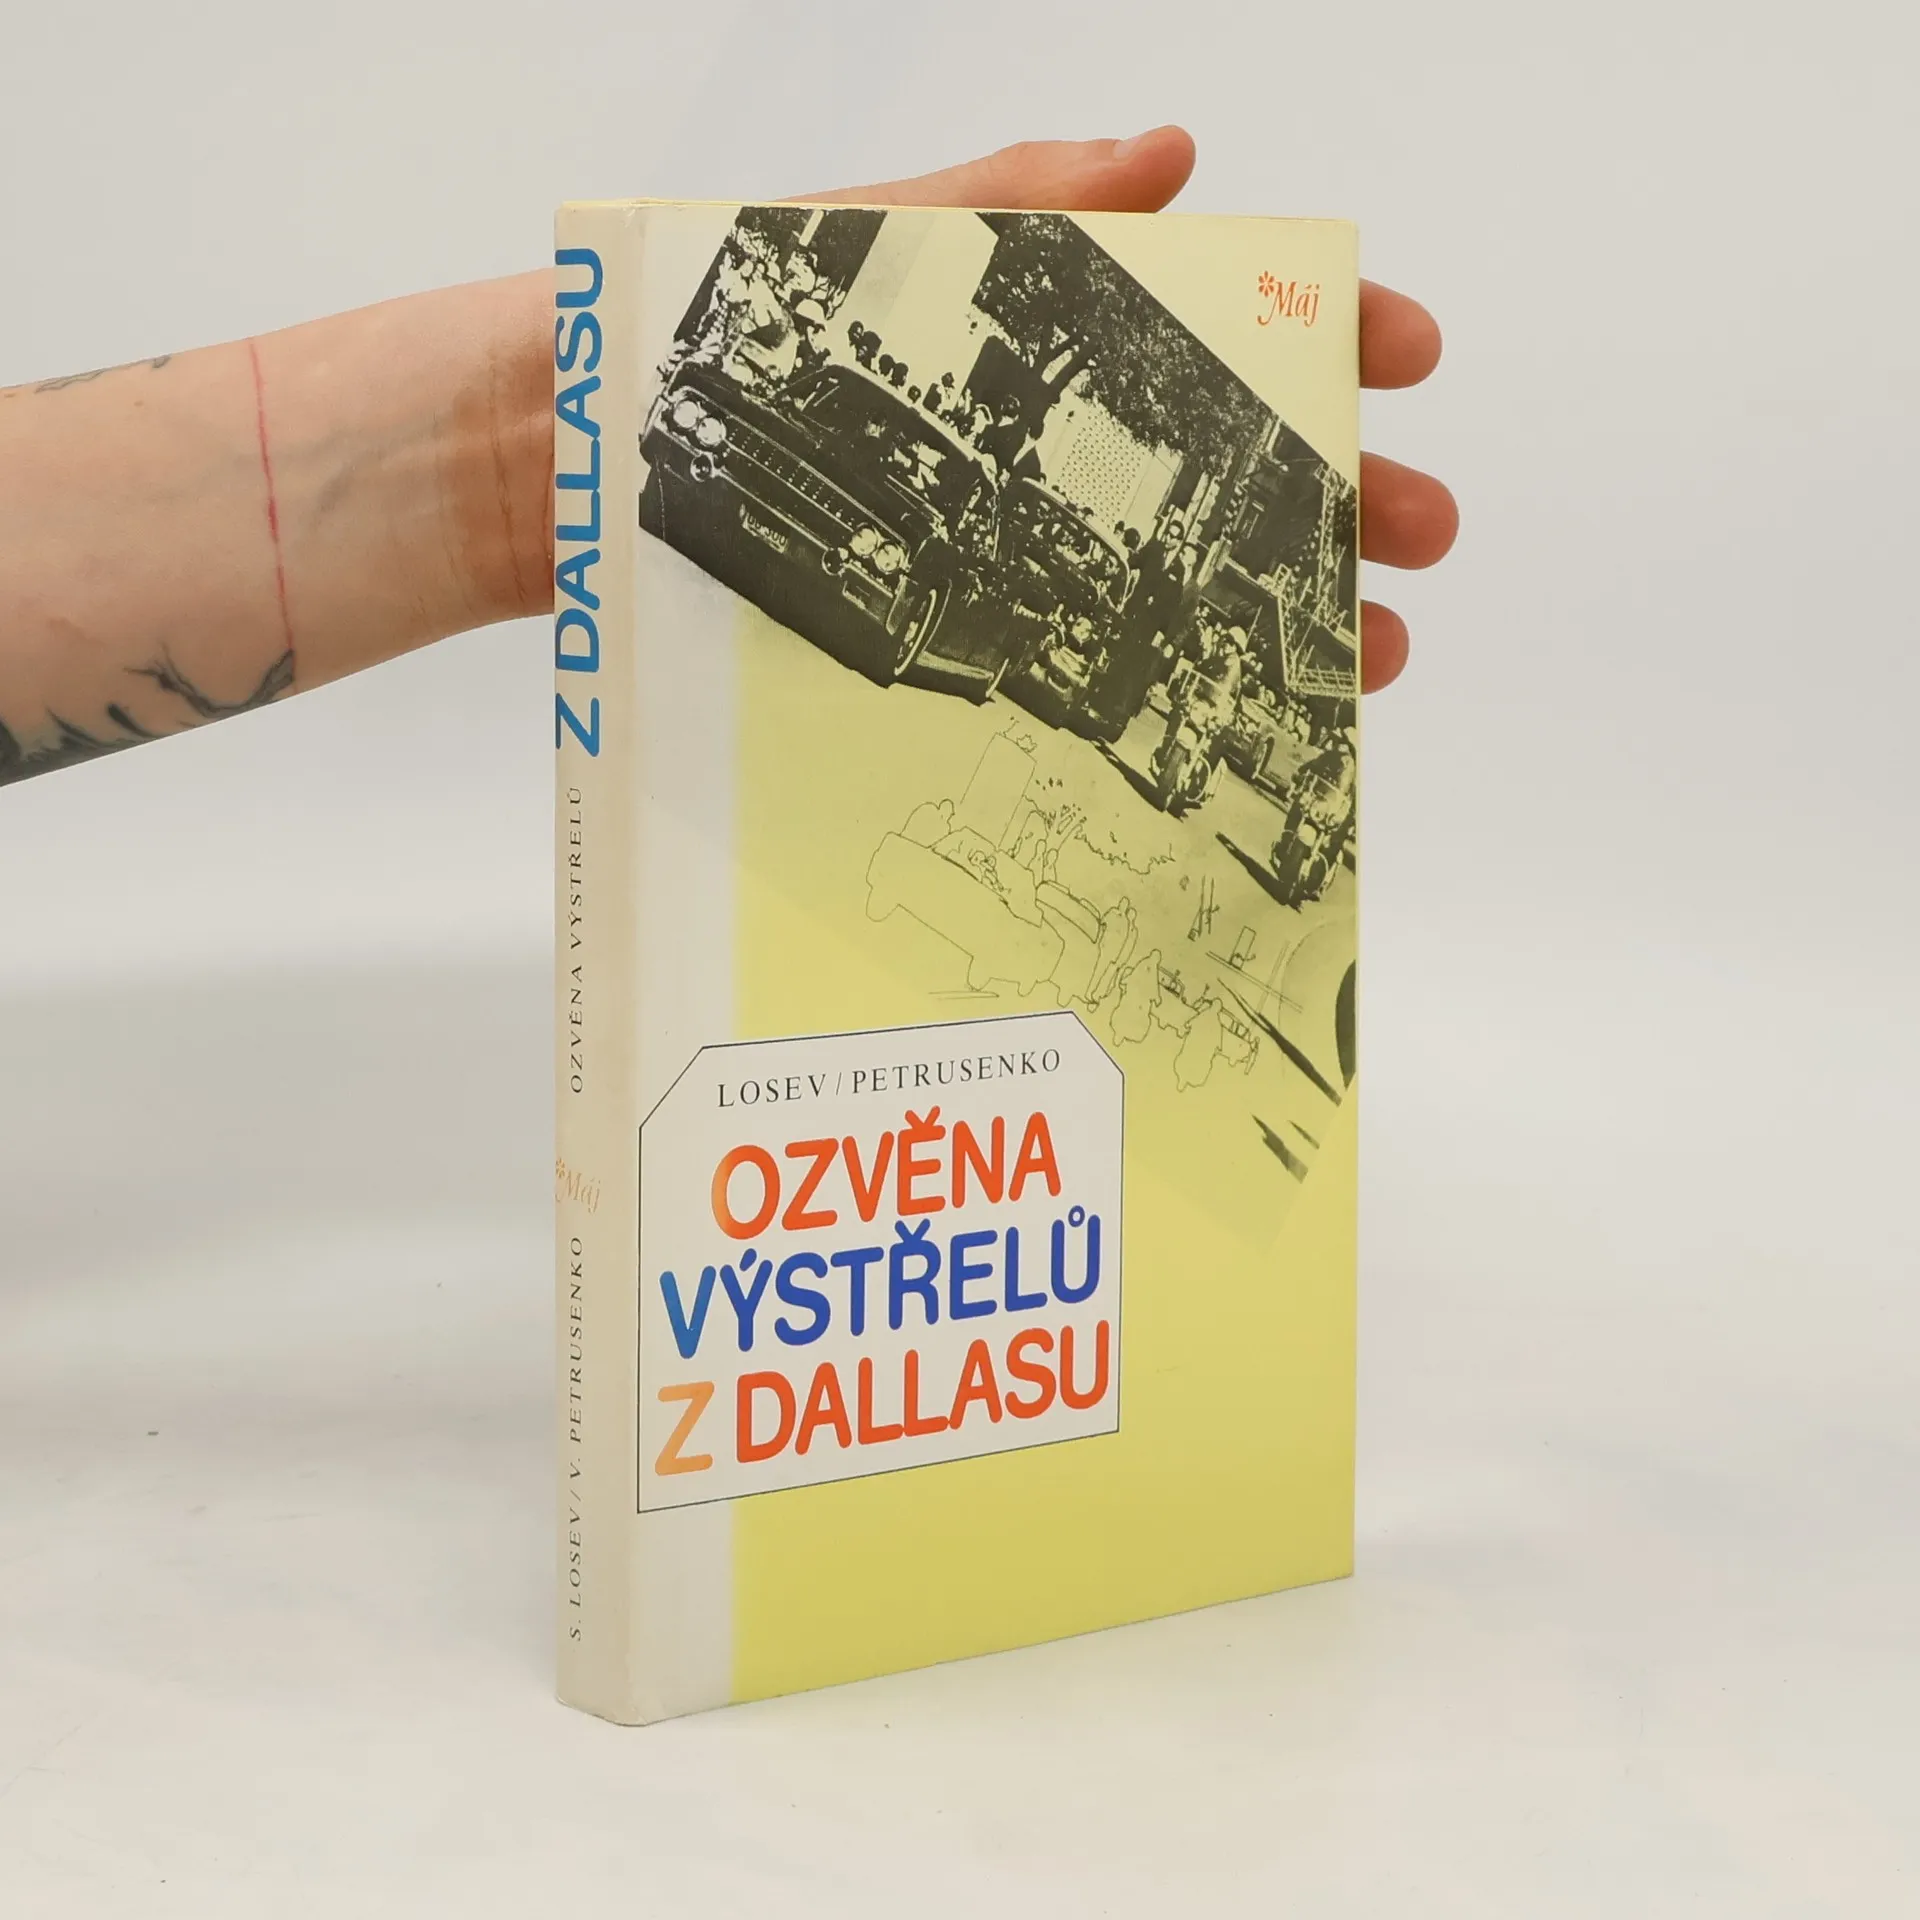 Z DALLASU
OZVĚNA VÝSTŘELŮ
*Máj
S. LOSEV / V. PETRUSENKO
*Máj
LOSEV / PETRUSENKO
OZVĚNA
VÝSTŘELŮ
Z DALLASU